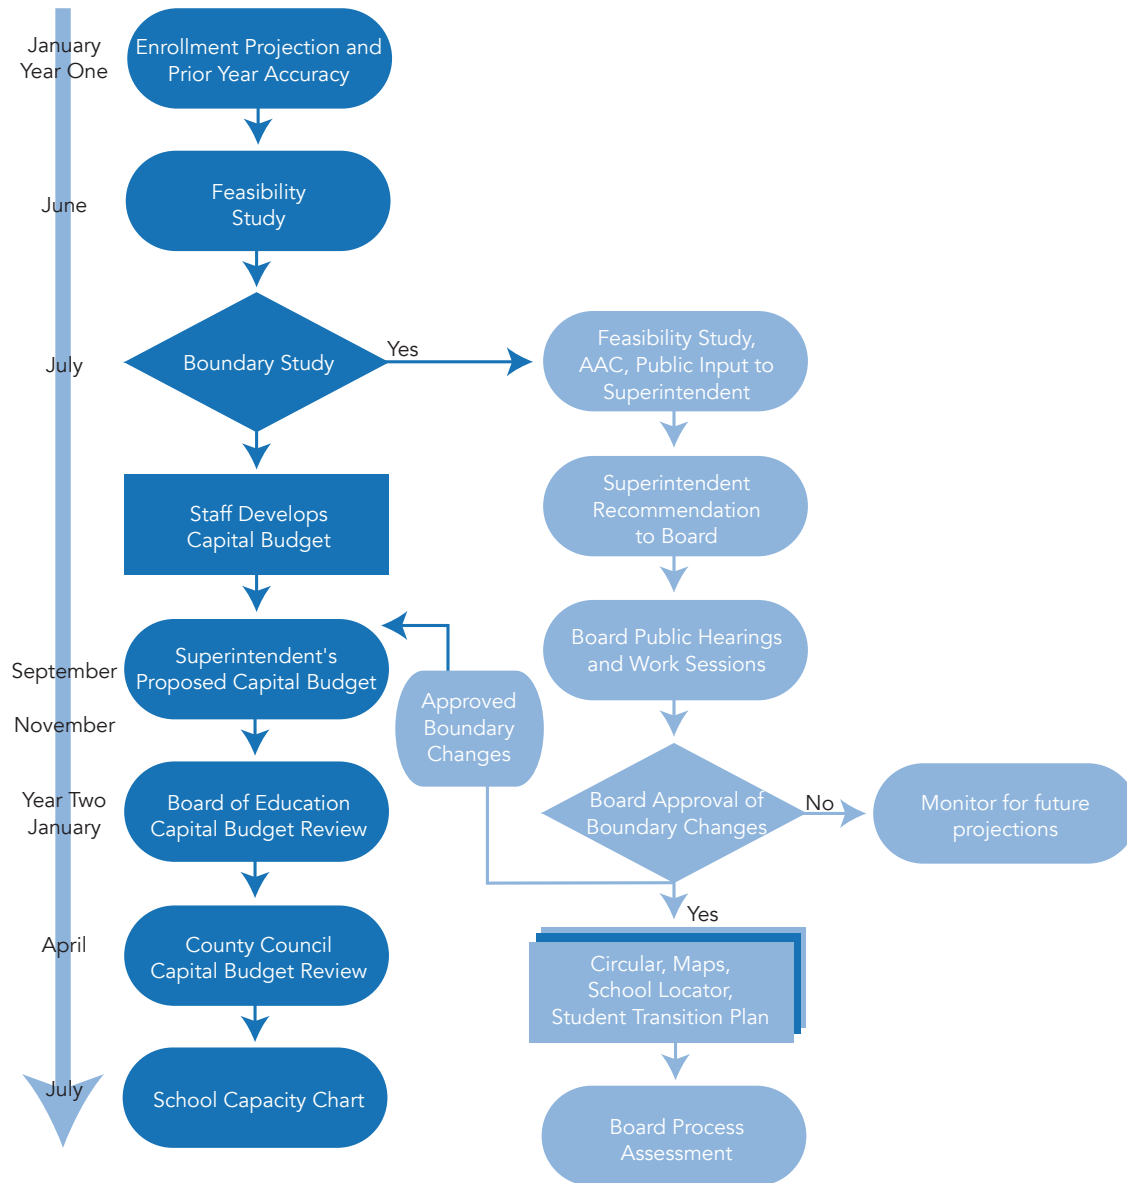 January
Year One
Enrollment Projection and
Prior Year Accuracy
June
Feasibility
Study
July
Boundary Study
Yes
Feasibility Study,
AAC, Public Input to
Superintendent
Staff Develops
Capital Budget
Superintendent
Recommendation
to Board
September
Superintendent's
Proposed Capital Budget
Board Public Hearings
and Work Sessions
November
Approved
Boundary
Changes
Year Two
January
Board of Education
Capital Budget Review
Board Approval of
Boundary Changes
No
Monitor for future
projections
Yes
April
County Council
Capital Budget Review
Circular, Maps,
School Locator,
Student Transition Plan
July
School Capacity Chart
Board Process
Assessment